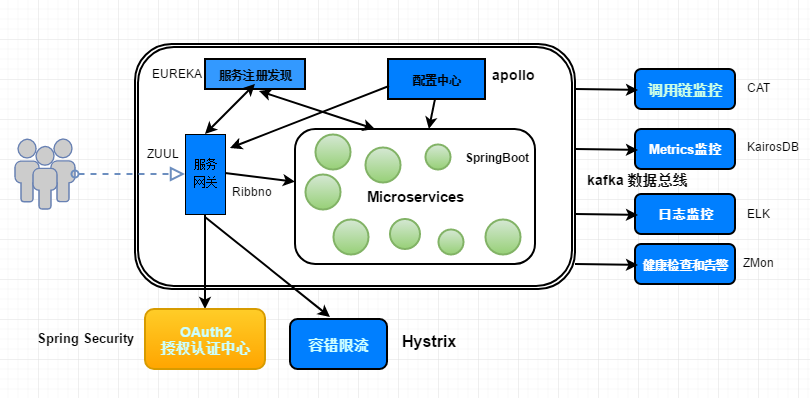 EUREKA
服务注册发现
配置中心
apollo
调用链监控
CAT
ZUUL
服务
网关
Ribbno
SpringBoot
Microservices
Metrics监控
KairosDB
kafka 数据总线
日志监控
ELK
健康检查和告警
ZMon
Spring Security
OAuth2
授权认证中心
容错限流
Hystrix